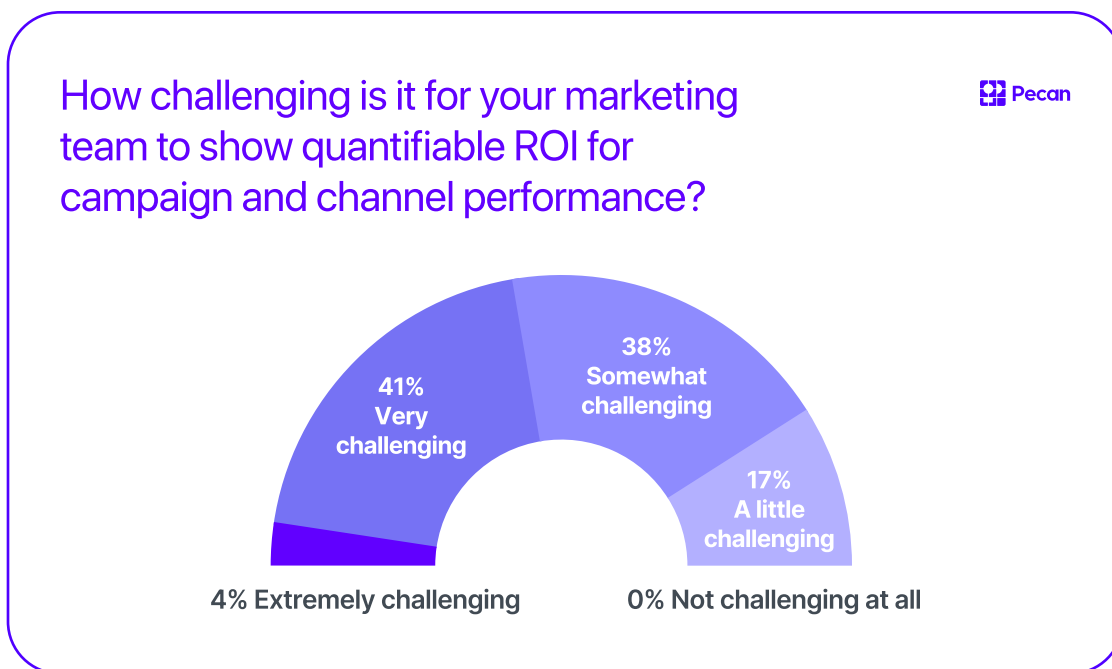 How challenging is it for your marketing
team to show quantifiable ROI for
campaign and channel performance?
Pecan
41%
Very
challenging
38%
Somewhat
challenging
17%
A little
challenging
4% Extremely challenging
0% Not challenging at all